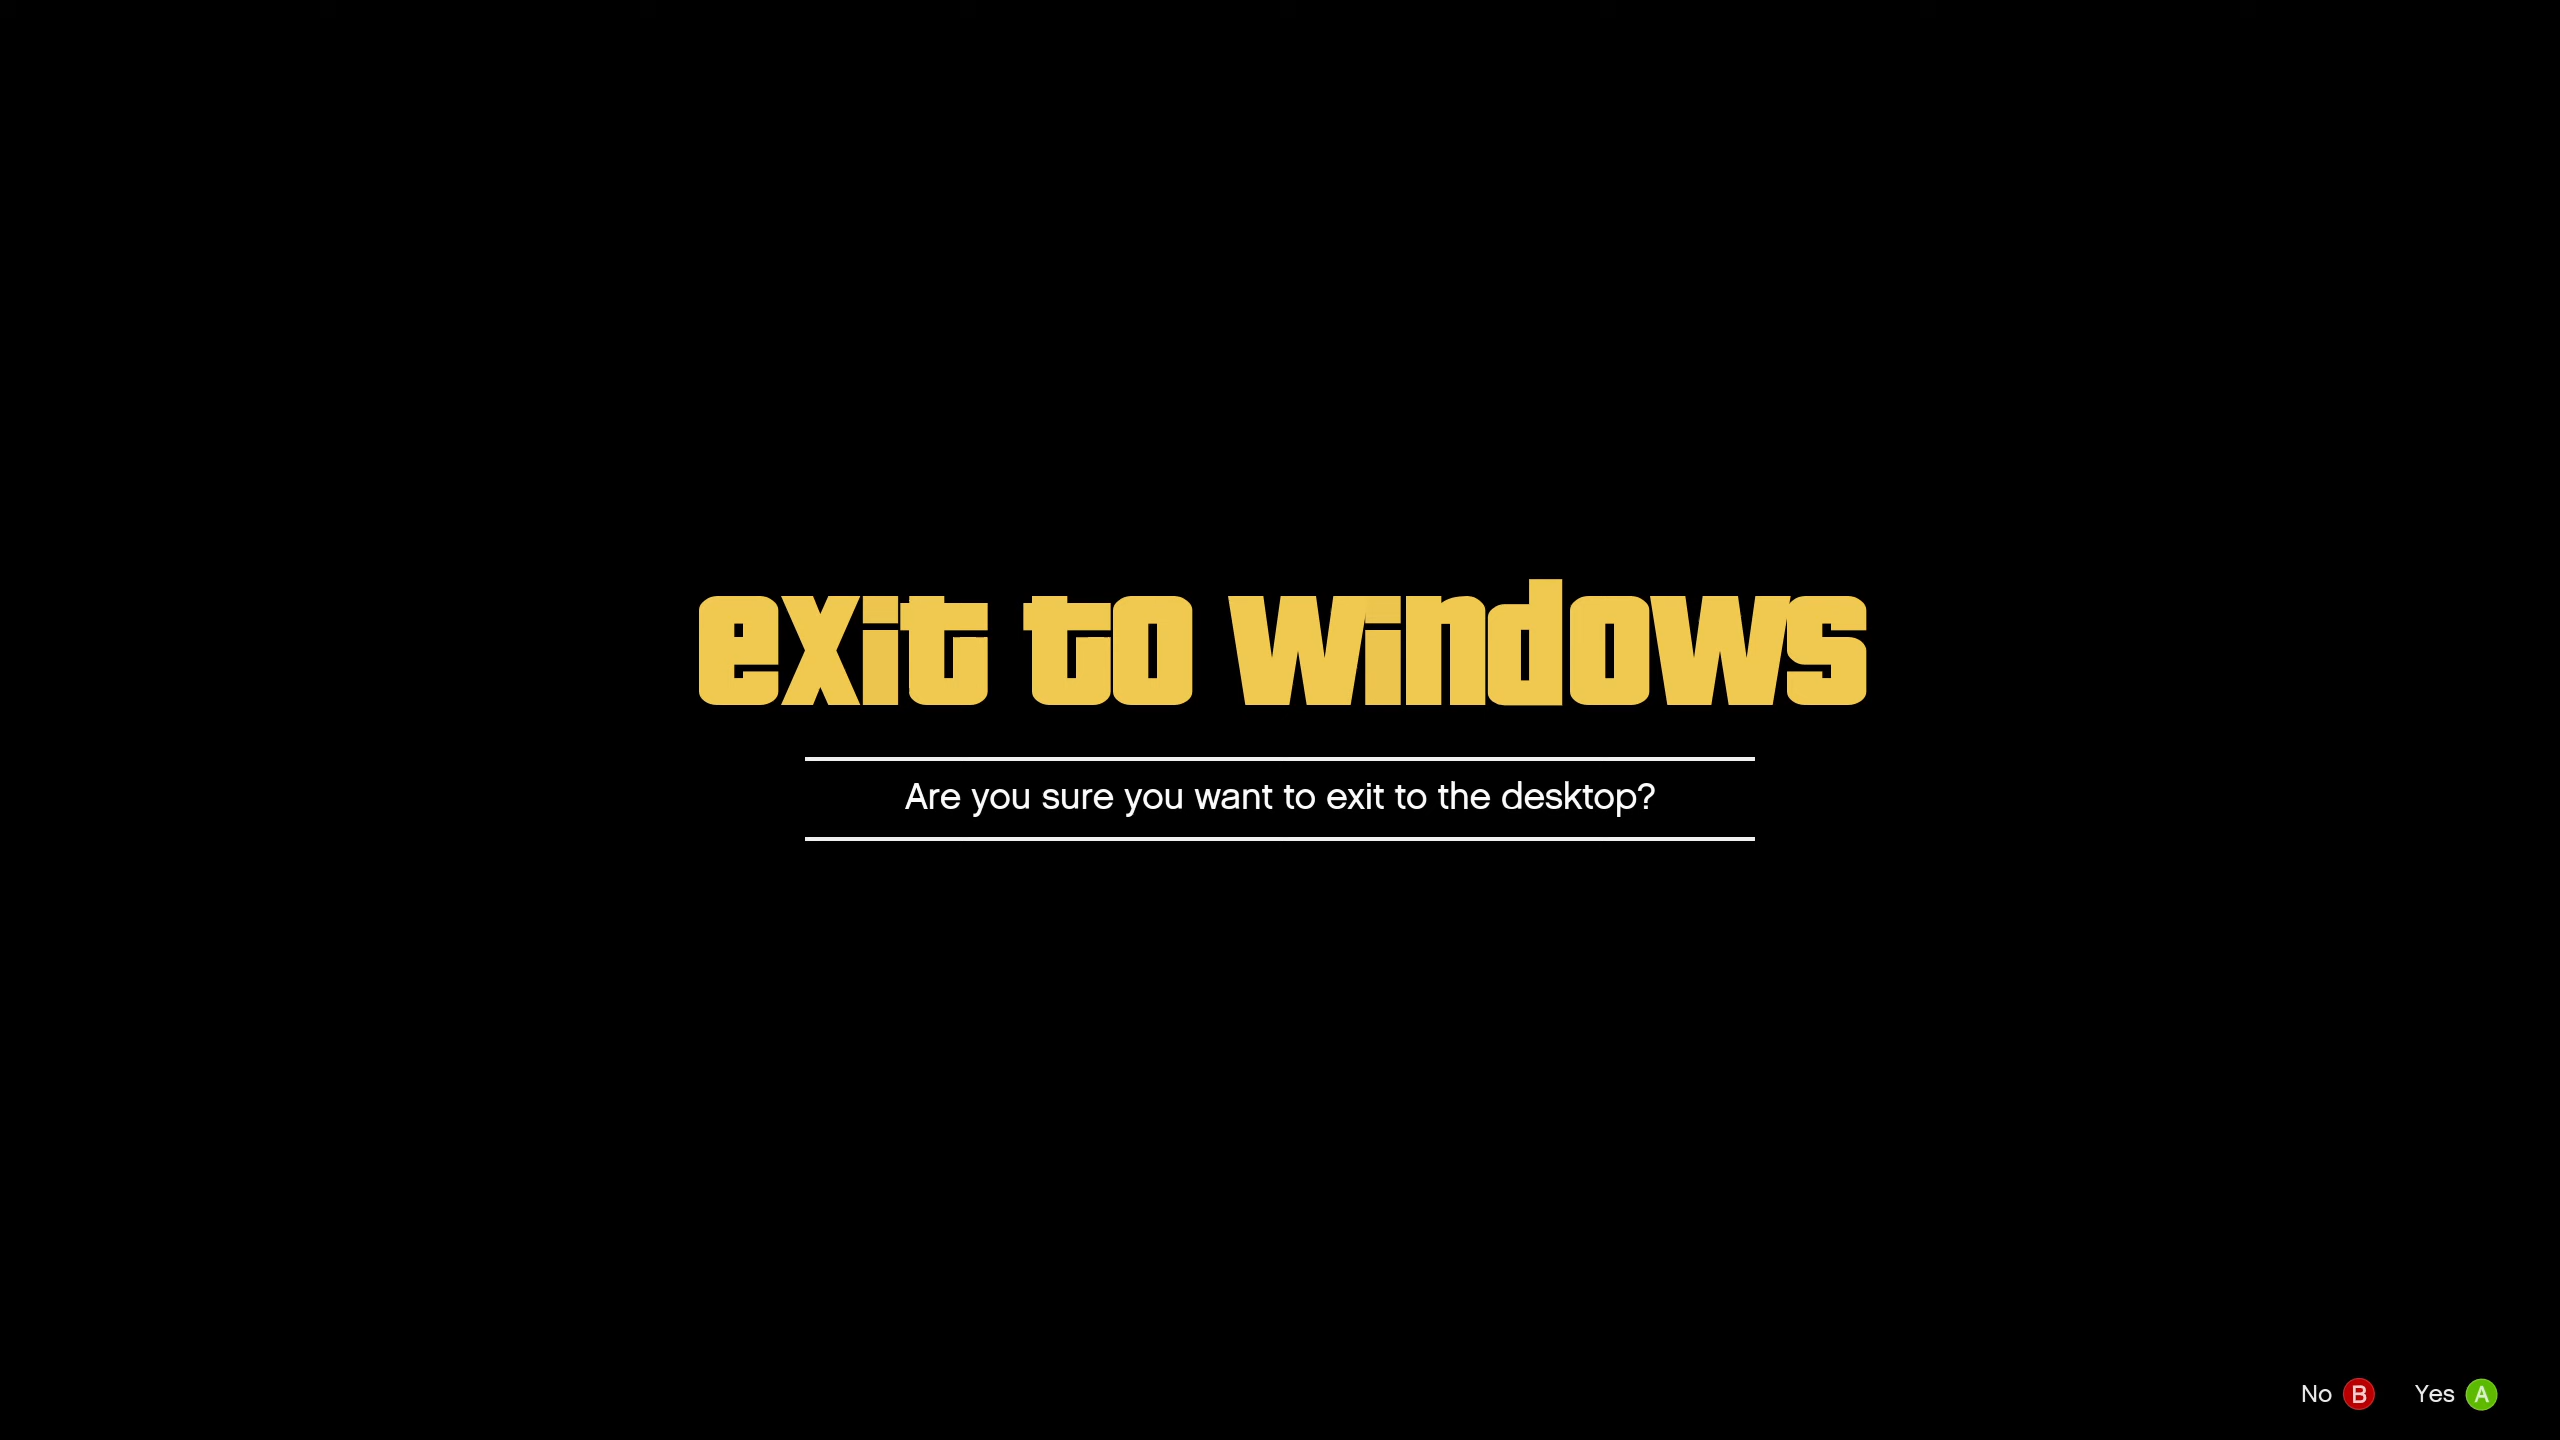 exit to windows
Are you sure you want to exit to the desktop?
No B Yes A